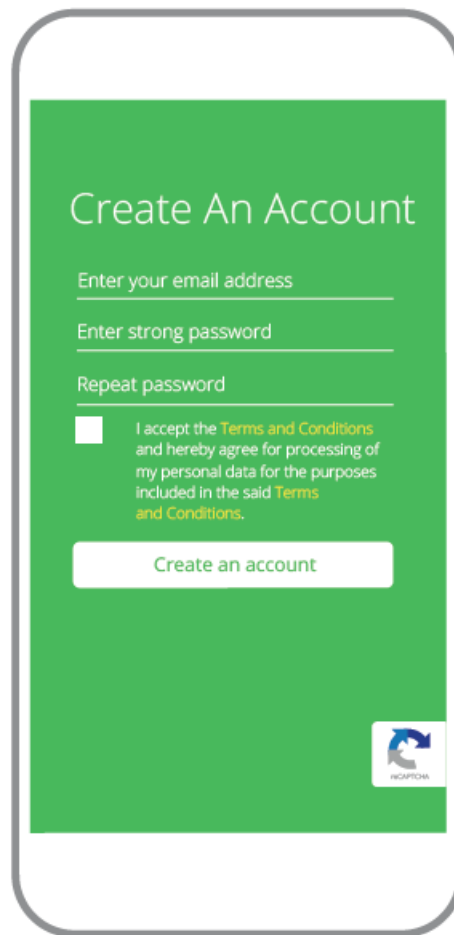 Create An Account
Enter your email address
Enter strong password
Repeat password
I accept the Terms and Conditions
and hereby agree for processing of
my personal data for the purposes
included in the said Terms
and Conditions.
Create an account
reCAPTCHA